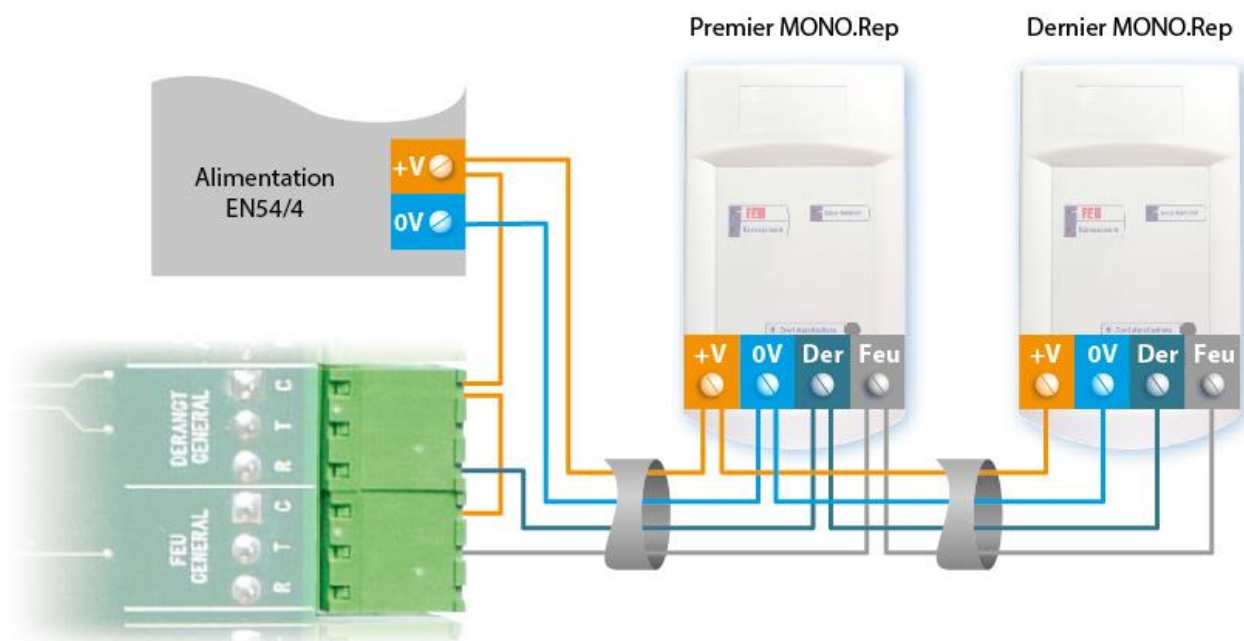 Premier MONO.Rep
Dernier MONO.Rep
Alimentation
EN54/4
+V
0V
FEU
FEU
+V
0V
Der
Feu
+V
0V
Der
Feu
DERANGT
GENERAL
C
T
R
FEU
GENERAL
C
T
R